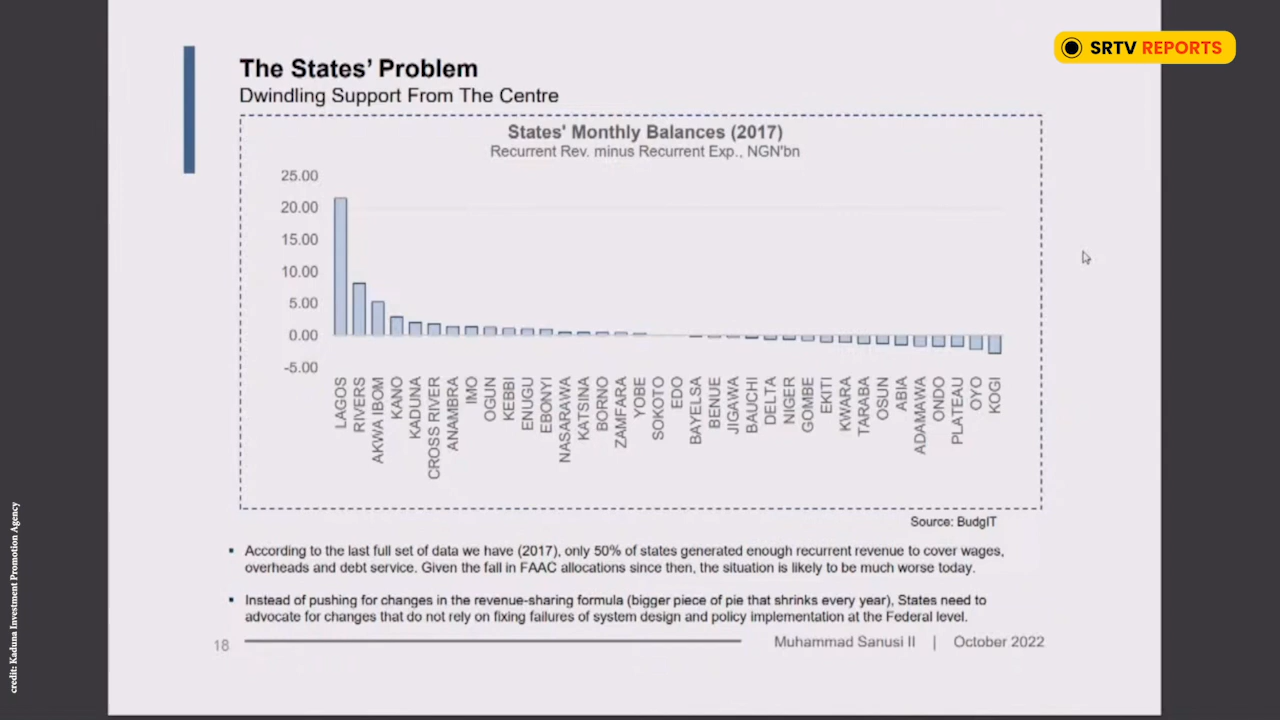 SRTV REPORTS
The States' Problem
Dwindling Support From The Centre
States' Monthly Balances (2017)
Recurrent Rev. minus Recurrent Exp., NGN'bn
25.00
20.00
15.00
10.00
5.00
0.00
-5.00
LAGOS
RIVERS
AKWA IBOM
KANO
KADUNA
CROSS RIVER
ANAMBRA
IMO
OGUN
KEBBI
ENUGU
EBONYI
NASARAWA
KATSINA
BORNO
ZAMFARA
YOBE
SOKOTO
EDO
BAYELSA
BENUE
JIGAWA
BAUCHI
DELTA
NIGER
GOMBE
EKITI
KWARA
TARABA
OSUN
ABIA
ADAMAWA
ONDO
PLATEAU
OYO
KOGI
Source: BudgIT
▪ According to the last full set of data we have (2017), only 50% of states generated enough recurrent revenue to cover wages,
overheads and debt service. Given the fall in FAAC allocations since then, the situation is likely to be much worse today.
▪ Instead of pushing for changes in the revenue-sharing formula (bigger piece of pie that shrinks every year), States need to
advocate for changes that do not rely on fixing failures of system design and policy implementation at the Federal level.
18
Muhammad Sanusi II | October 2022
credit: Kaduna Investment Promotion Agency